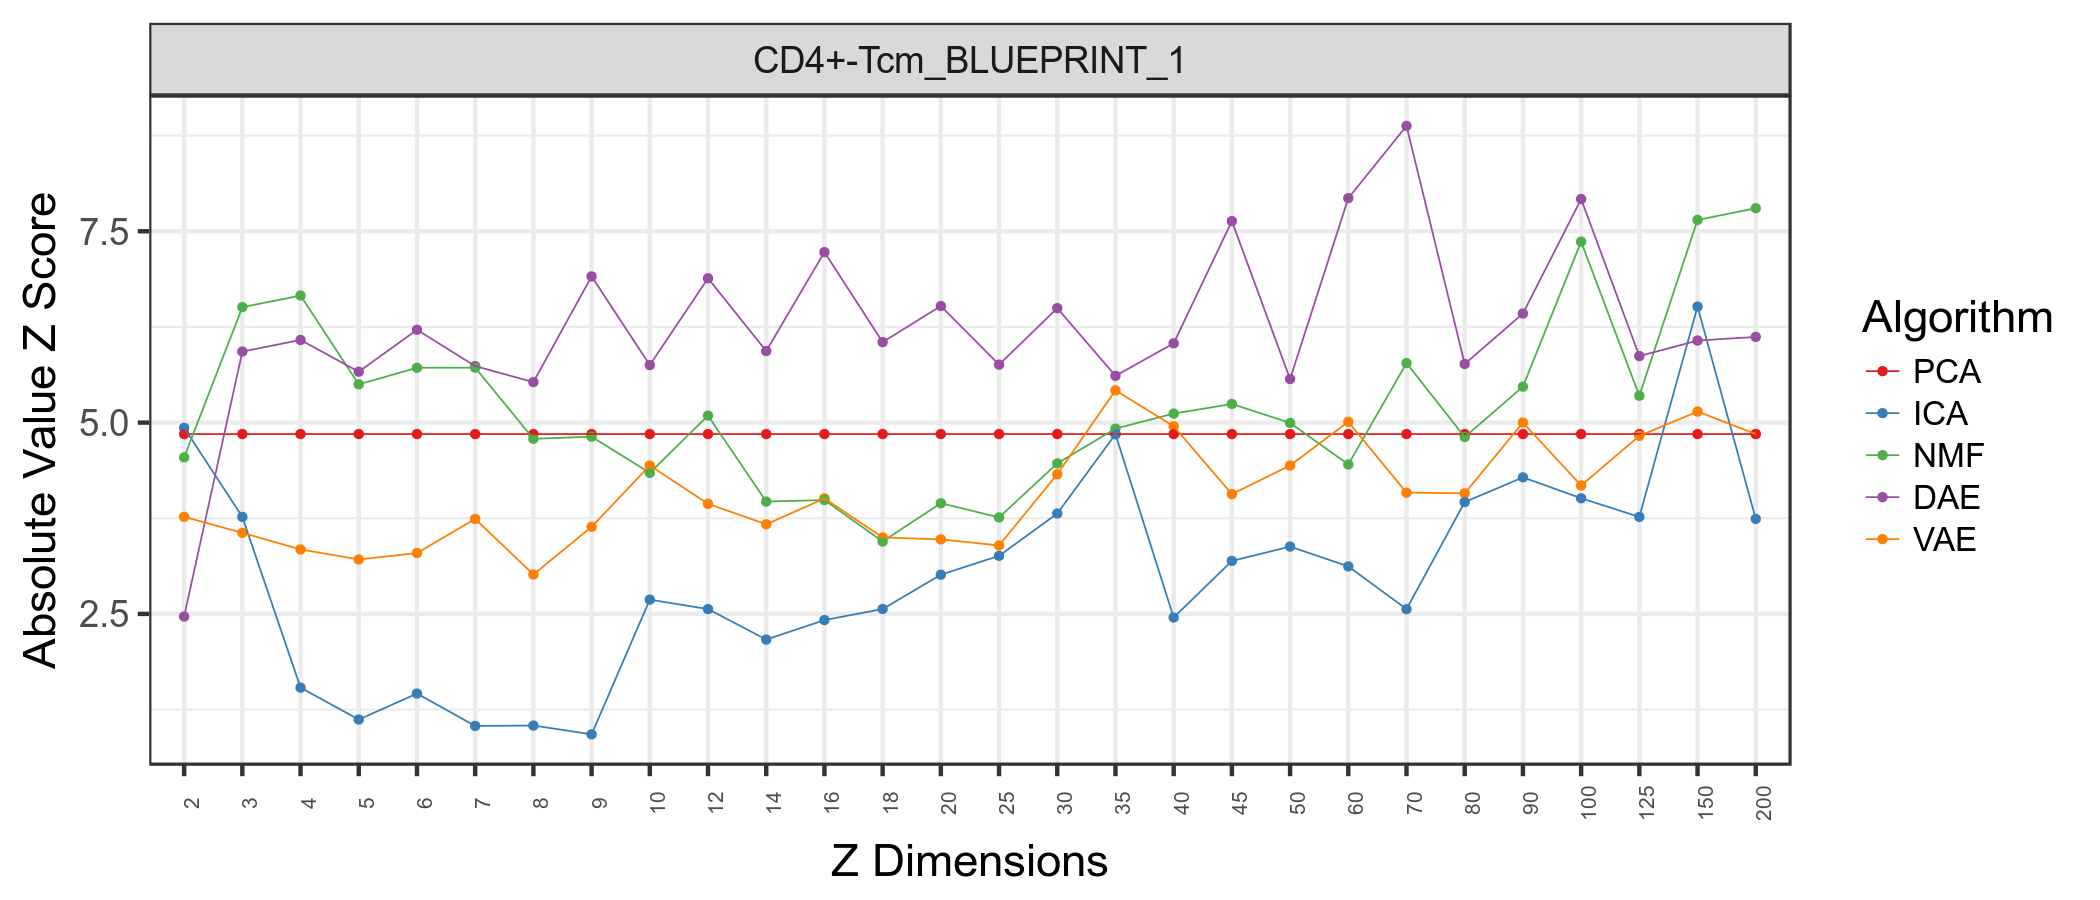 CD4+-Tcm_BLUEPRINT_1
Absolute Value Z Score
7.5
5.0
2.5
2 3 4 5 6 7 8 9 10 12 14 16 18 20 25 30 35 40 45 50 60 70 80 90 100 125 150 200
Z Dimensions
Algorithm
PCA
ICA
NMF
DAE
VAE